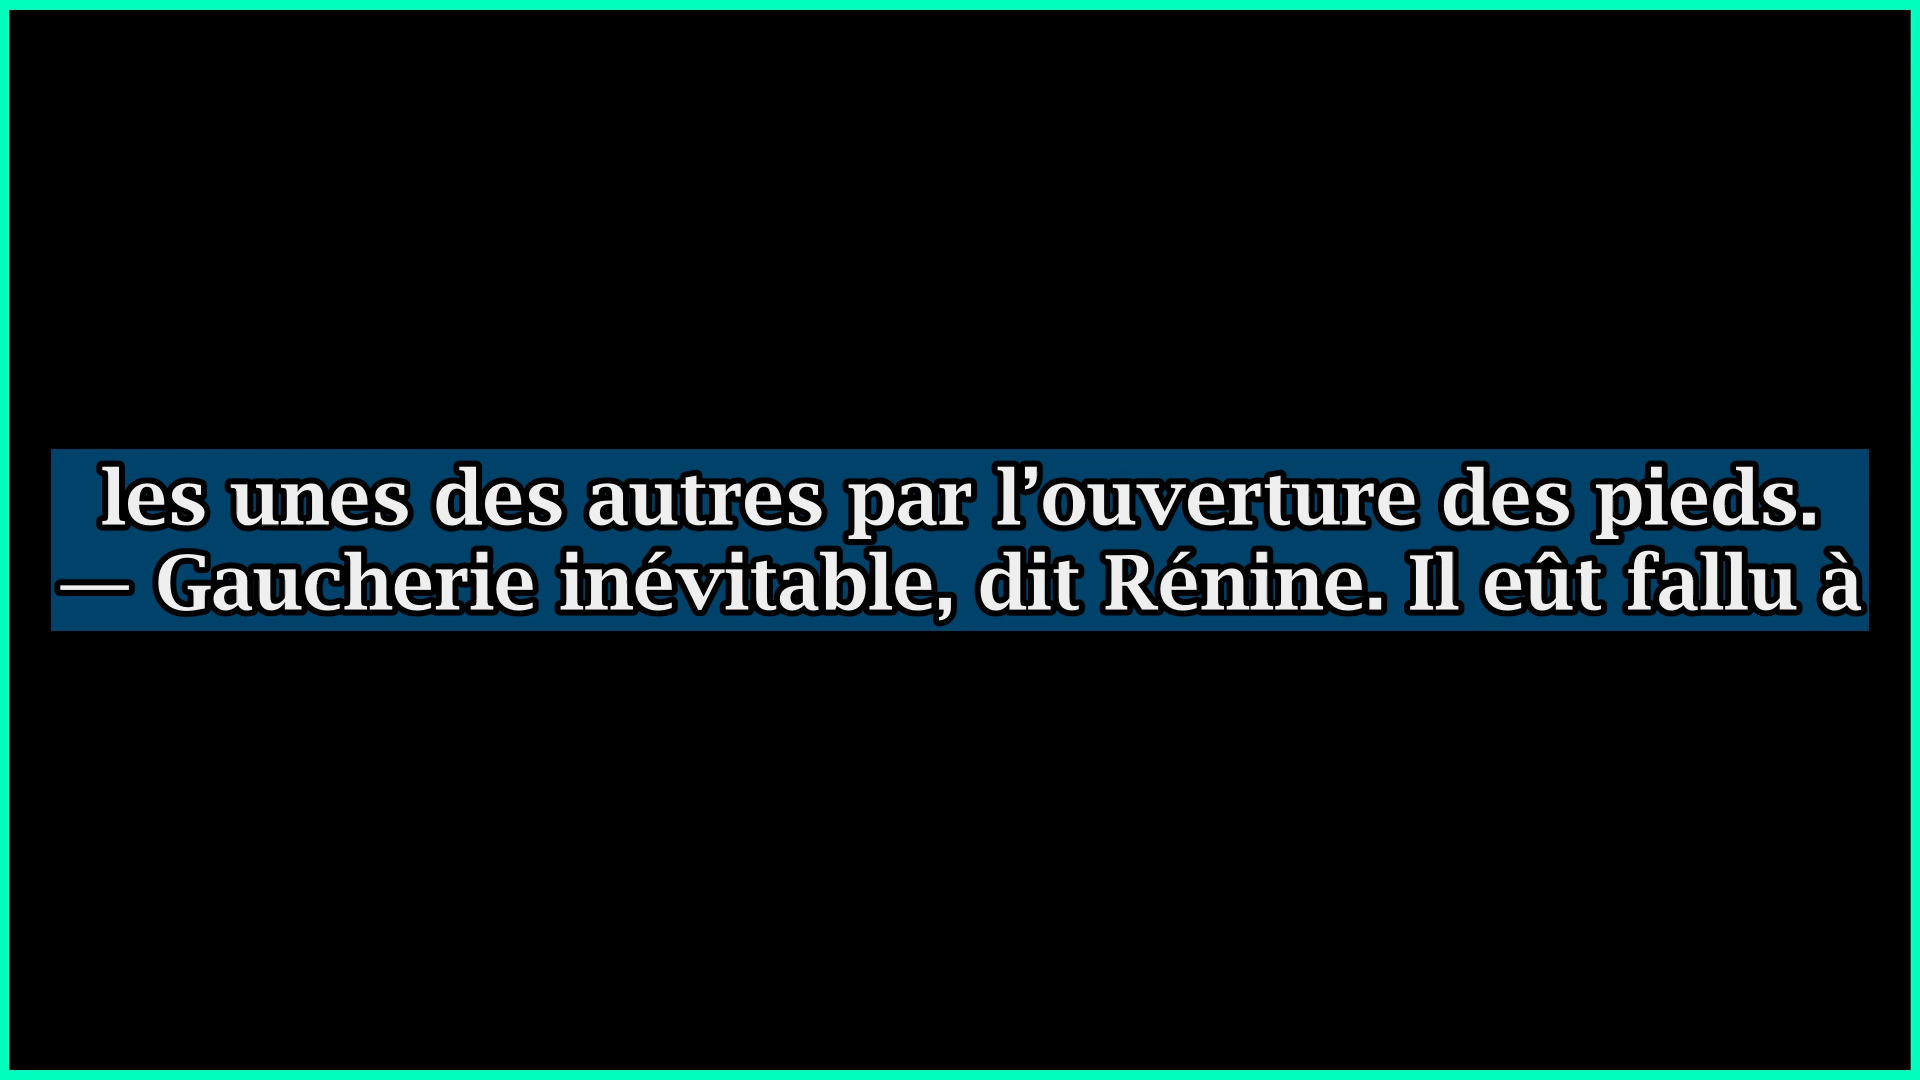 les unes des autres par l’ouverture des pieds.
— Gaucherie inévitable, dit Rénine. Il eût fallu à